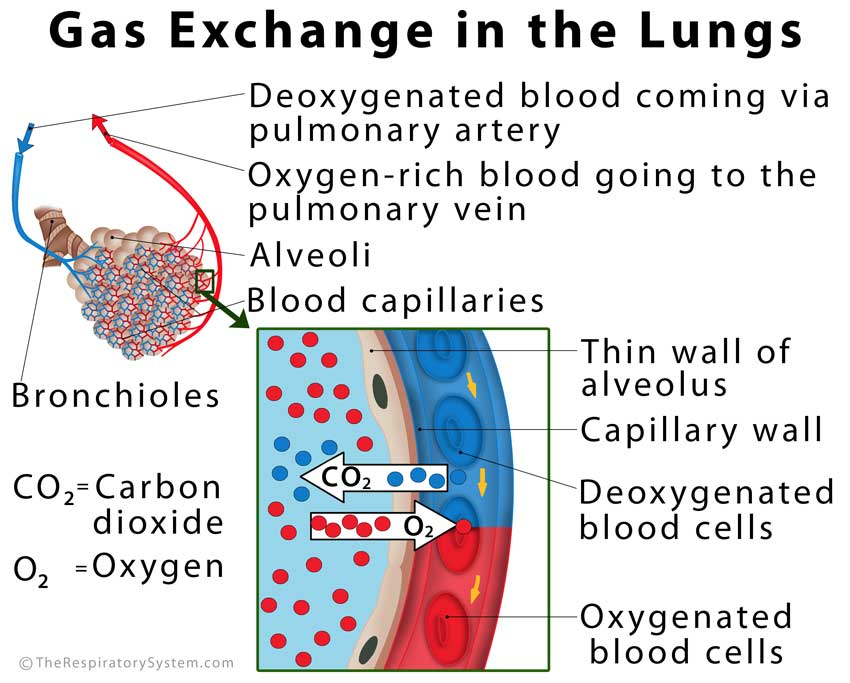 Gas Exchange in the Lungs
Deoxygenated blood coming via
pulmonary artery
Oxygen-rich blood going to the
pulmonary vein
Alveoli
Blood capillaries
Bronchioles
Thin wall of
alveolus
Capillary wall
CO₂
O₂
Deoxygenated
blood cells
Oxygenated
blood cells
CO₂= Carbon
dioxide
O₂ =Oxygen
©TheRespiratorySystem.com